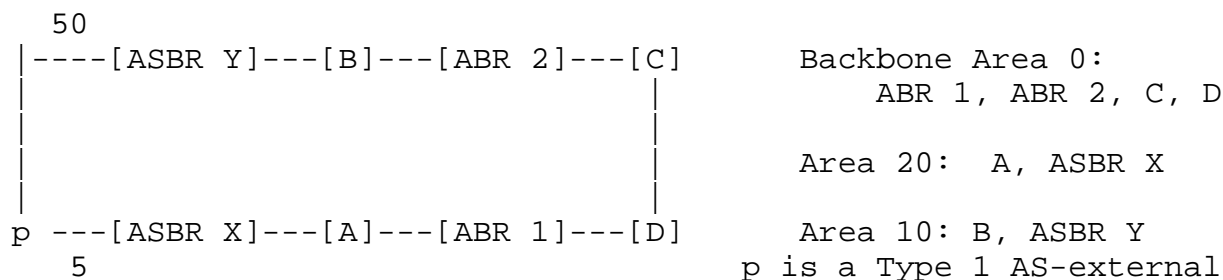 50
|----[ASBR Y]---[B]---[ABR 2]---[C] Backbone Area 0:
| | ABR 1, ABR 2, C, D
| |
| | Area 20: A, ASBR X
| |
p ---[ASBR X]---[A]---[ABR 1]---[D] Area 10: B, ASBR Y
5 p is a Type 1 AS-external